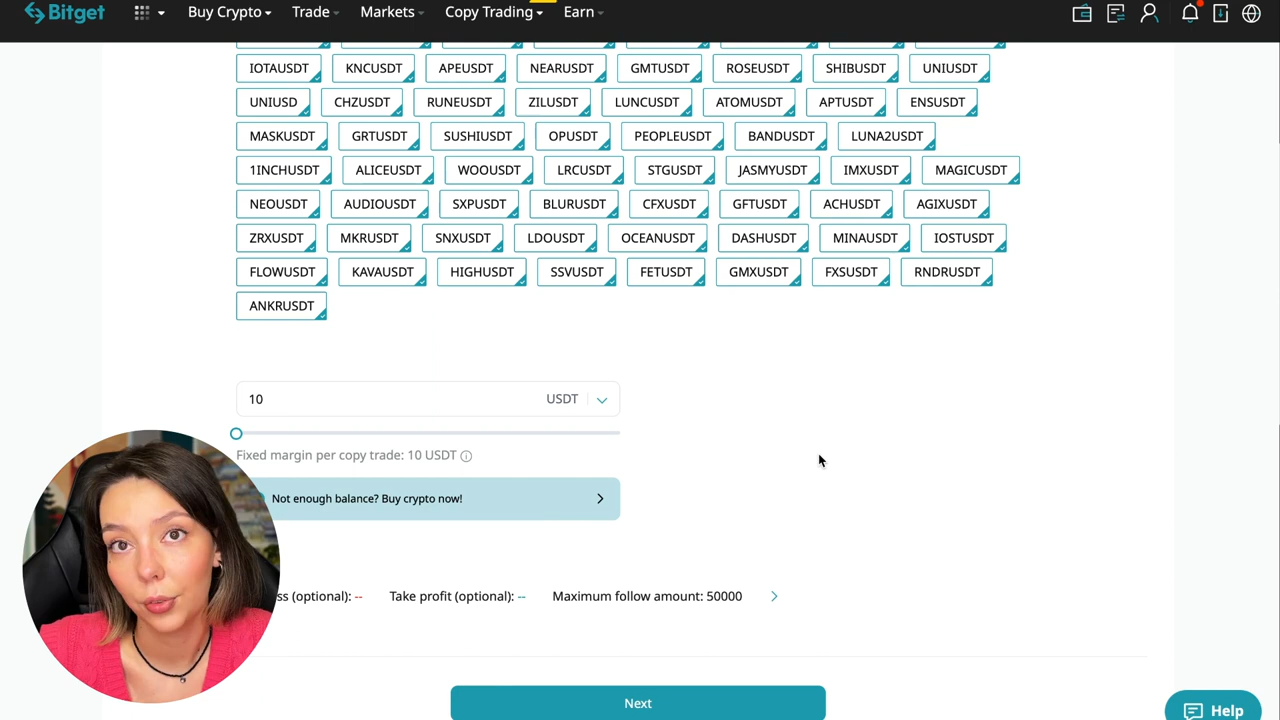 Bitget Buy Crypto Trade Markets Copy Trading Earn
IOTAUSDT KNCUSDT APEUSDT NEARUSDT GMTUSDT ROSEUSDT SHIBUSDT UNIUSDT
UNIUSD CHZUSDT RUNEUSDT ZILUSDT LUNCUSDT ATOMUSDT APTUSDT ENSUSDT
MASKUSDT GRTUSDT SUSHIUSDT OPUSDT PEOPLEUSDT BANDUSDT LUNA2USDT
1INCHUSDT ALICEUSDT WOOUSDT LRCUSDT STGUSDT JASMYUSDT IMXUSDT MAGICUSDT
NEOUSDT AUDIOUSDT SXPUSDT BLURUSDT CFXUSDT GFTUSDT ACHUSDT AGIXUSDT
ZRXUSDT MKRUSDT SNXUSDT LDOUSDT OCEANUSDT DASHUSDT MINAUSDT IOSTUSDT
FLOWUSDT KAVAUSDT HIGHUSDT SSVUSDT FETUSDT GMXUSDT FXSUSDT RNDRUSDT
ANKRUSDT
10 USDT
Fixed margin per copy trade: 10 USDT
Not enough balance? Buy crypto now!
(optional): -- Take profit (optional): -- Maximum follow amount: 50000
Next
Help